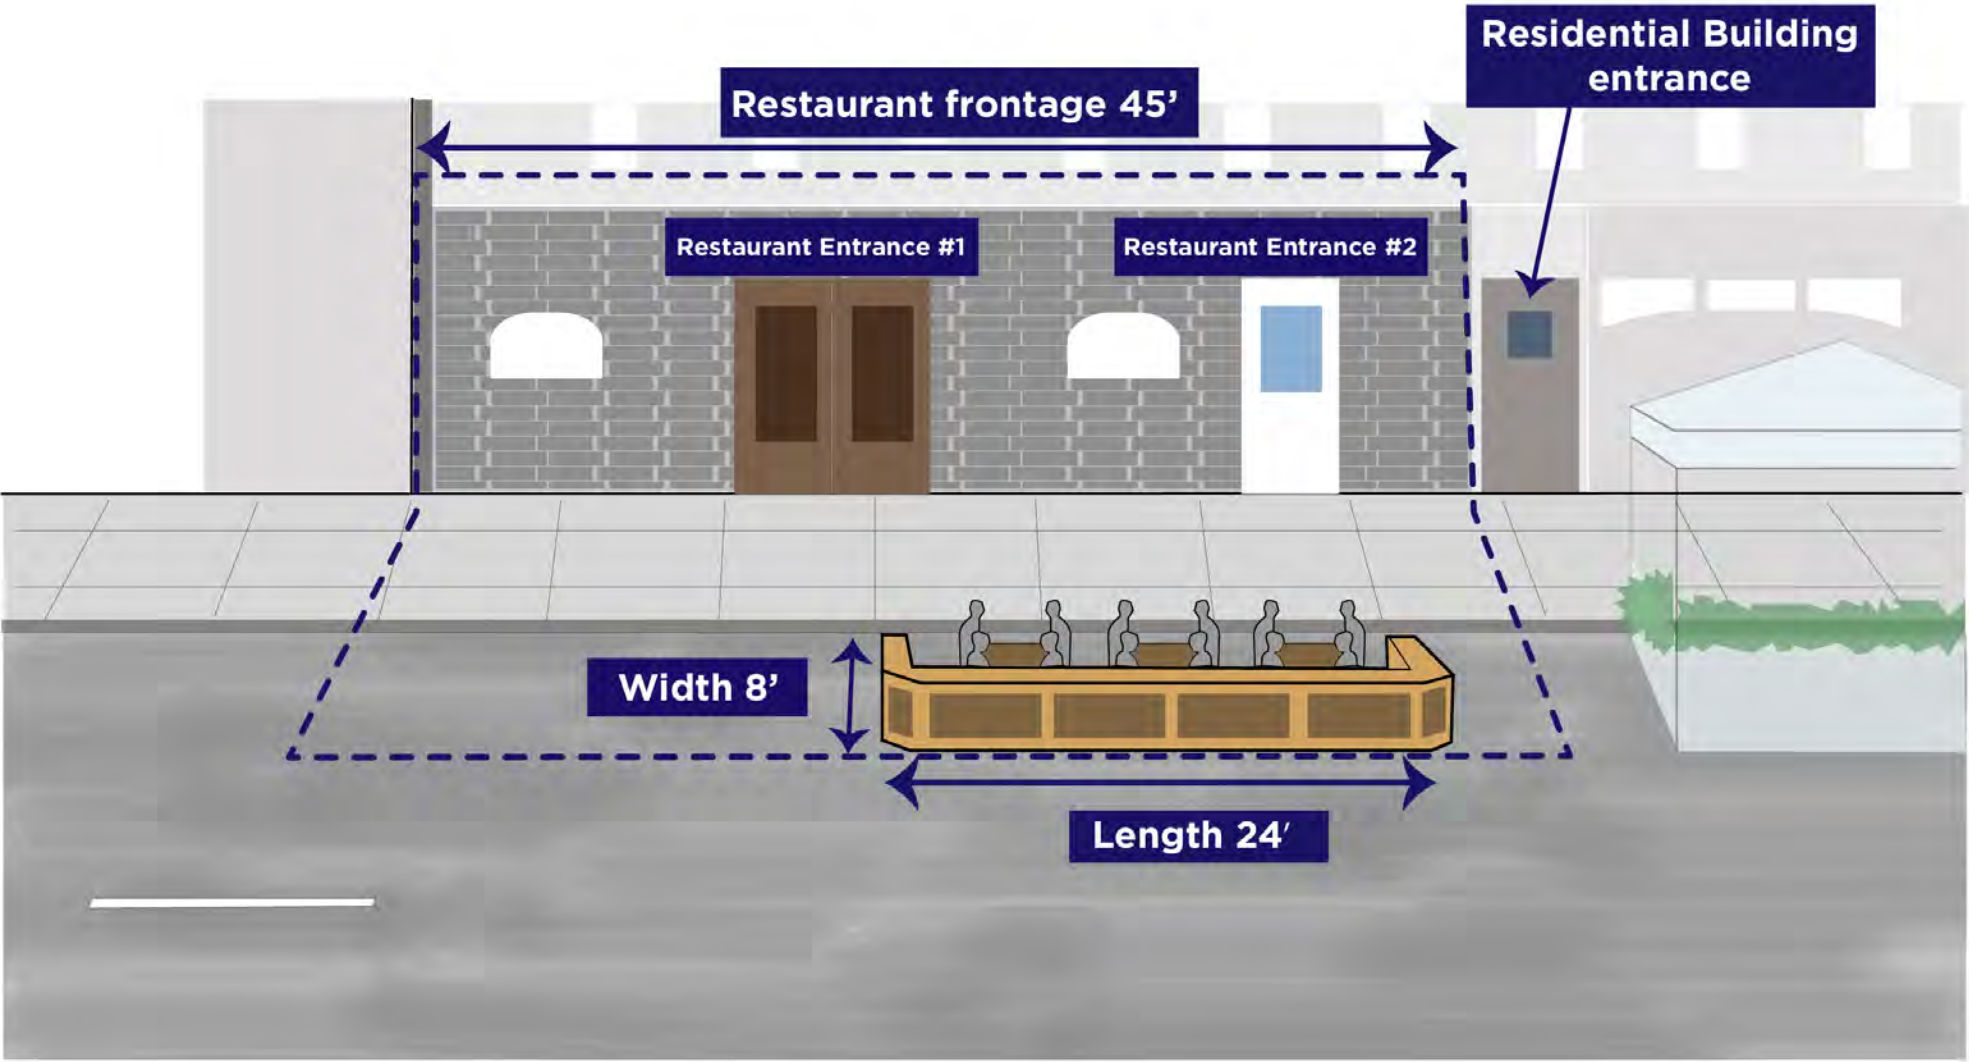 Residential Building
entrance
Restaurant frontage 45’
Restaurant Entrance #1
Restaurant Entrance #2
Width 8’
Length 24′